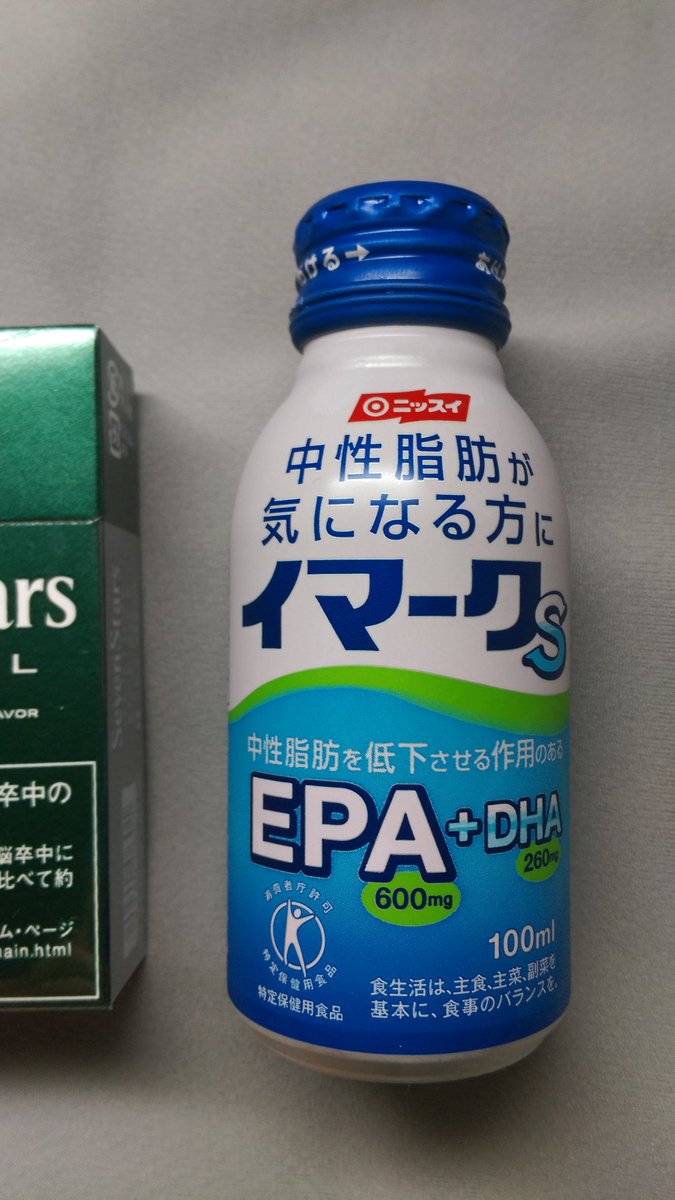 ars
L
AVOR
卒中の
脳卒中に
比べて約
ム・ページ
nain.html
SevenStars
あける→
ニッスイ
中性脂肪が
気になる方に
イマークS
中性脂肪を低下させる作用のある
EPA+DHA
600mg
260mg
100ml
消費者庁許可
特定保健用食品
特定保健用食品
食生活は、主食、主菜、副菜を
基本に、食事のバランスを。